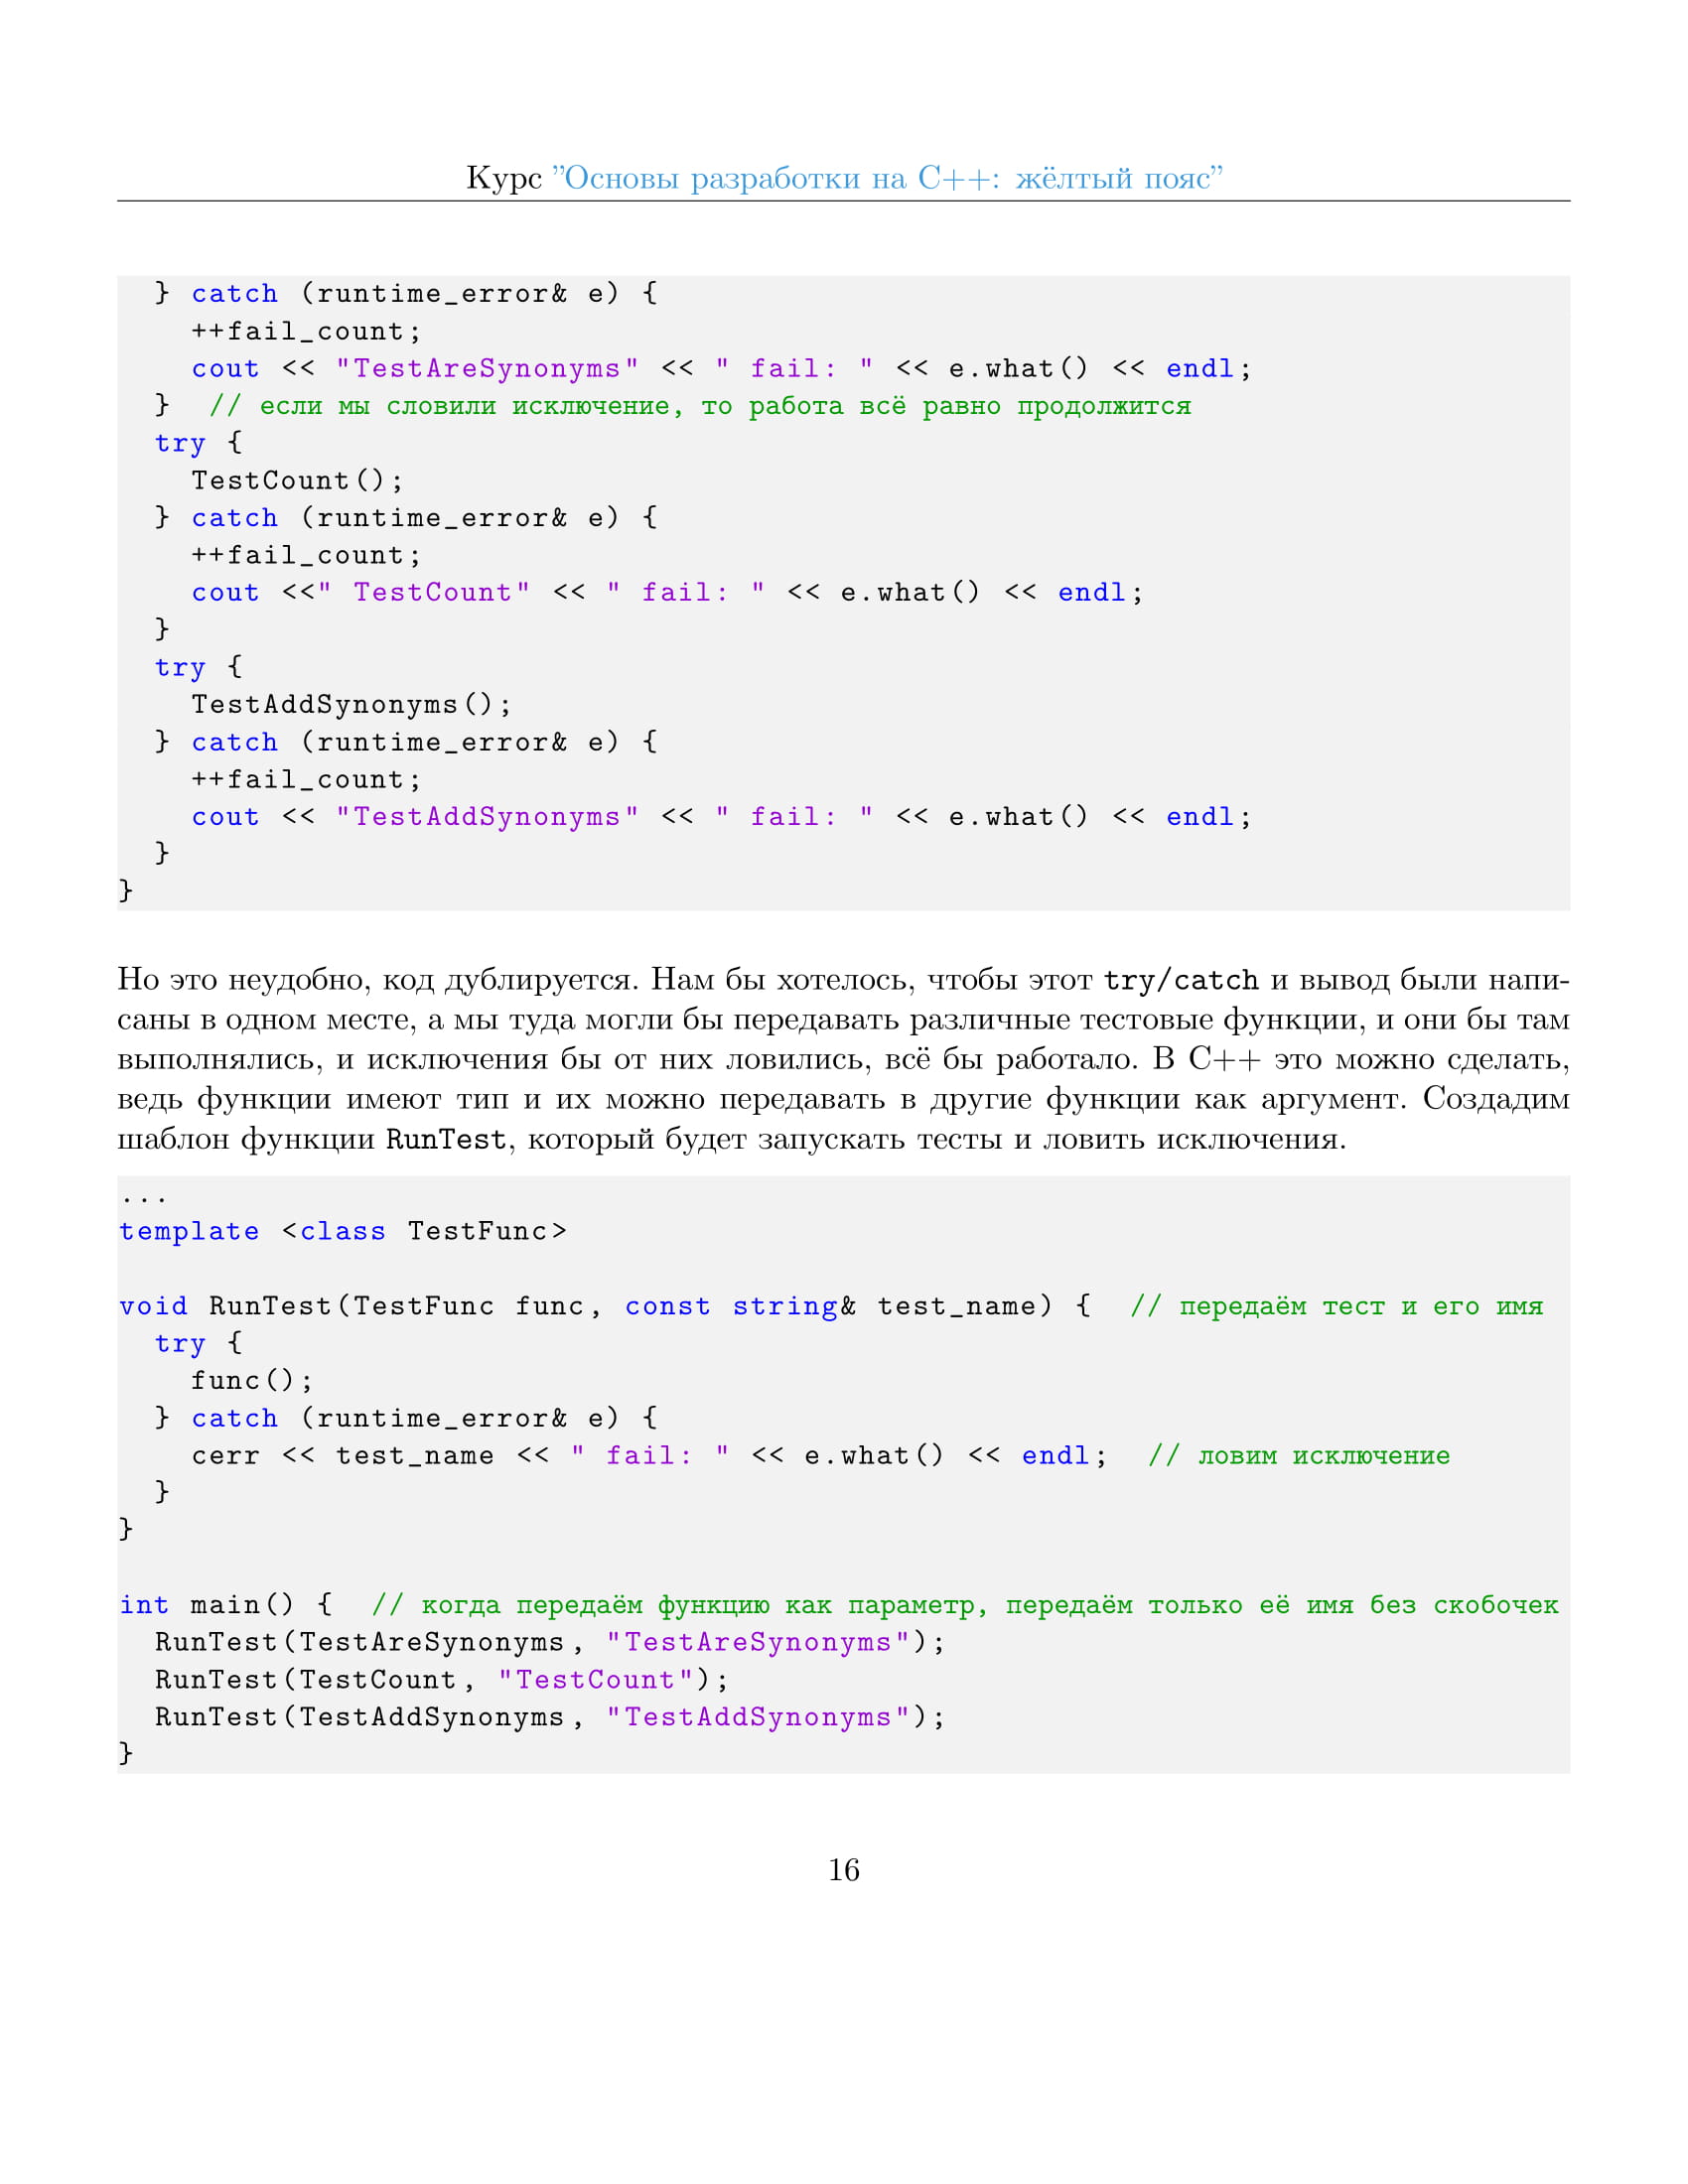 Курс ”Основы разработки на C++: жёлтый пояс”
  } catch (runtime_error& e) {
    ++fail_count;
    cout << "TestAreSynonyms" << " fail: " << e.what() << endl;
  }  // если мы словили исключение, то работа всё равно продолжится
  try {
    TestCount();
  } catch (runtime_error& e) {
    ++fail_count;
    cout <<" TestCount" << " fail: " << e.what() << endl;
  }
  try {
    TestAddSynonyms();
  } catch (runtime_error& e) {
    ++fail_count;
    cout << "TestAddSynonyms" << " fail: " << e.what() << endl;
  }
}
Но это неудобно, код дублируется. Нам бы хотелось, чтобы этот try/catch и вывод были напи-
саны в одном месте, а мы туда могли бы передавать различные тестовые функции, и они бы там
выполнялись, и исключения бы от них ловились, всё бы работало. В C++ это можно сделать,
ведь функции имеют тип и их можно передавать в другие функции как аргумент. Создадим
шаблон функции RunTest, который будет запускать тесты и ловить исключения.
...
template <class TestFunc>
void RunTest(TestFunc func, const string& test_name) {  // передаём тест и его имя
  try {
    func();
  } catch (runtime_error& e) {
    cerr << test_name << " fail: " << e.what() << endl;  // ловим исключение
  }
}
int main() {  // когда передаём функцию как параметр, передаём только её имя без скобочек
  RunTest(TestAreSynonyms, "TestAreSynonyms");
  RunTest(TestCount, "TestCount");
  RunTest(TestAddSynonyms, "TestAddSynonyms");
}
16